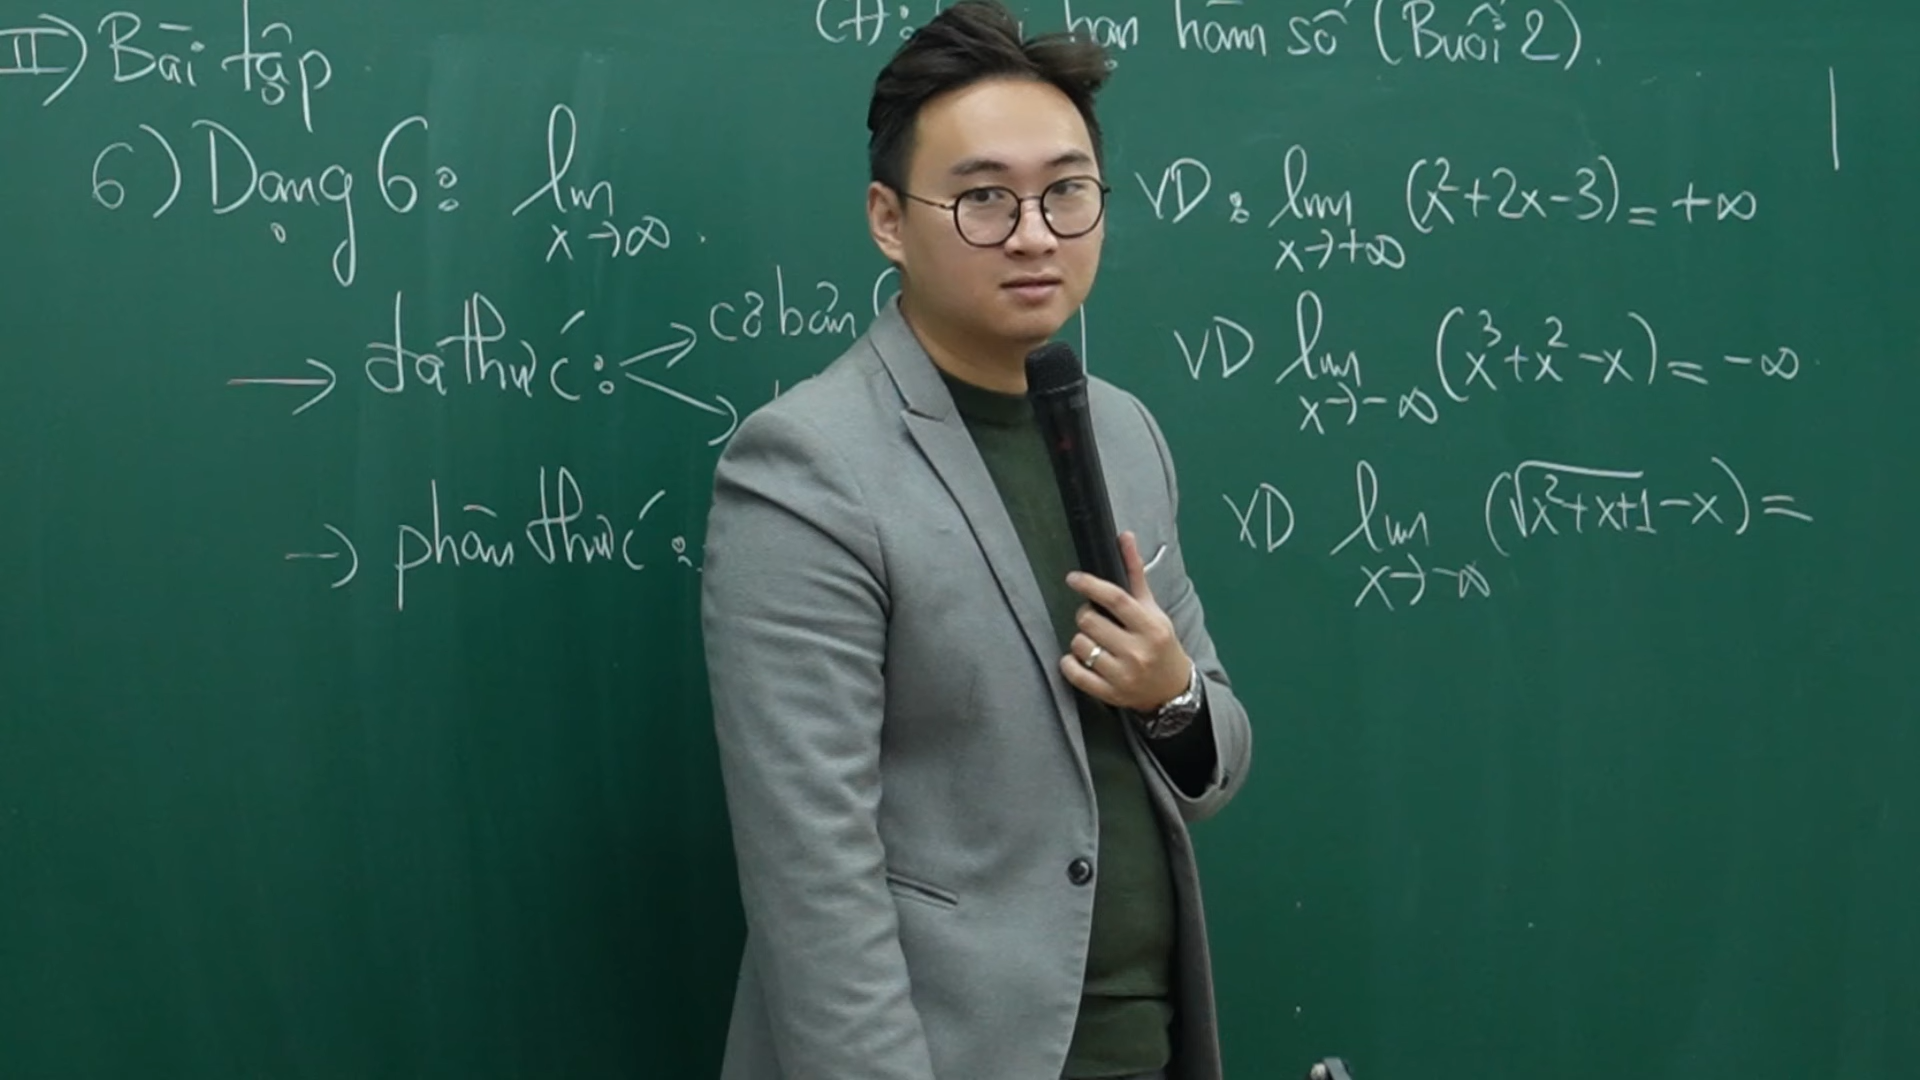 II) Bài tập
hạn hàm số (Buổi 2).
6) Dạng 6: lim x→∞.
→ đa thức: → cơ bản
→ phân thức:
VD: lim x→+∞ (x²+2x-3) = +∞
VD lim x→-∞ (x³+x²-x) = -∞
VD lim x→-∞ (√x²+x+1-x) =